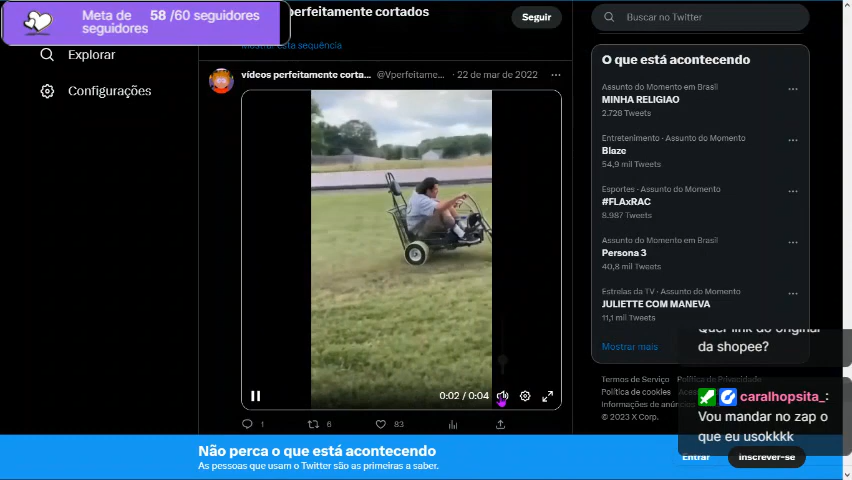 Meta de seguidores
58 /60 seguidores
Explorar
Configurações
perfeitamente cortados
Seguir
Mostrar esta sequência
vídeos perfeitamente corta... @Vperfeitame... · 22 de mar de 2022
0:02 / 0:04
1
6
83
Buscar no Twitter
O que está acontecendo
Assunto do Momento em Brasil
MINHA RELIGIAO
2.728 Tweets
Entretenimento · Assunto do Momento
Blaze
54,9 mil Tweets
Esportes · Assunto do Momento
#FLAxRAC
8.987 Tweets
Assunto do Momento em Brasil
Persona 3
40,8 mil Tweets
Estrelas da TV · Assunto do Momento
JULIETTE COM MANEVA
11,1 mil Tweets
Mostrar mais
Quer link do original
da shopee?
Termos de Serviço Política de Privacidade
Política de cookies
Informações de
© 2023 X Corp.
caralhopsita_:
Vou mandar no zap o
que eu usokkkk
Não perca o que está acontecendo
As pessoas que usam o Twitter são as primeiras a saber.
Entrar
Inscrever-se